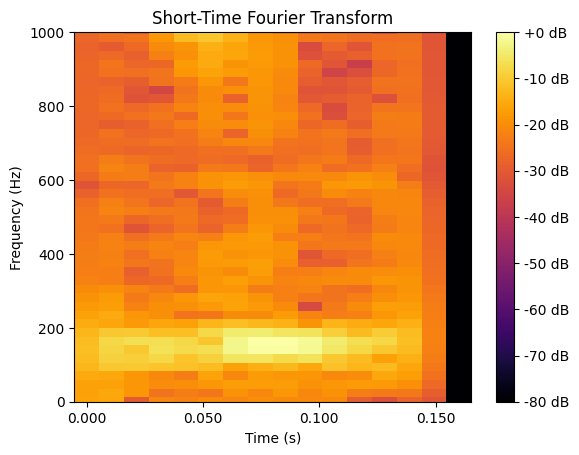 Short-Time Fourier Transform
1000
800
600
400
200
0
Frequency (Hz)
0.000
0.050
0.100
0.150
Time (s)
+0 dB
-10 dB
-20 dB
-30 dB
-40 dB
-50 dB
-60 dB
-70 dB
-80 dB